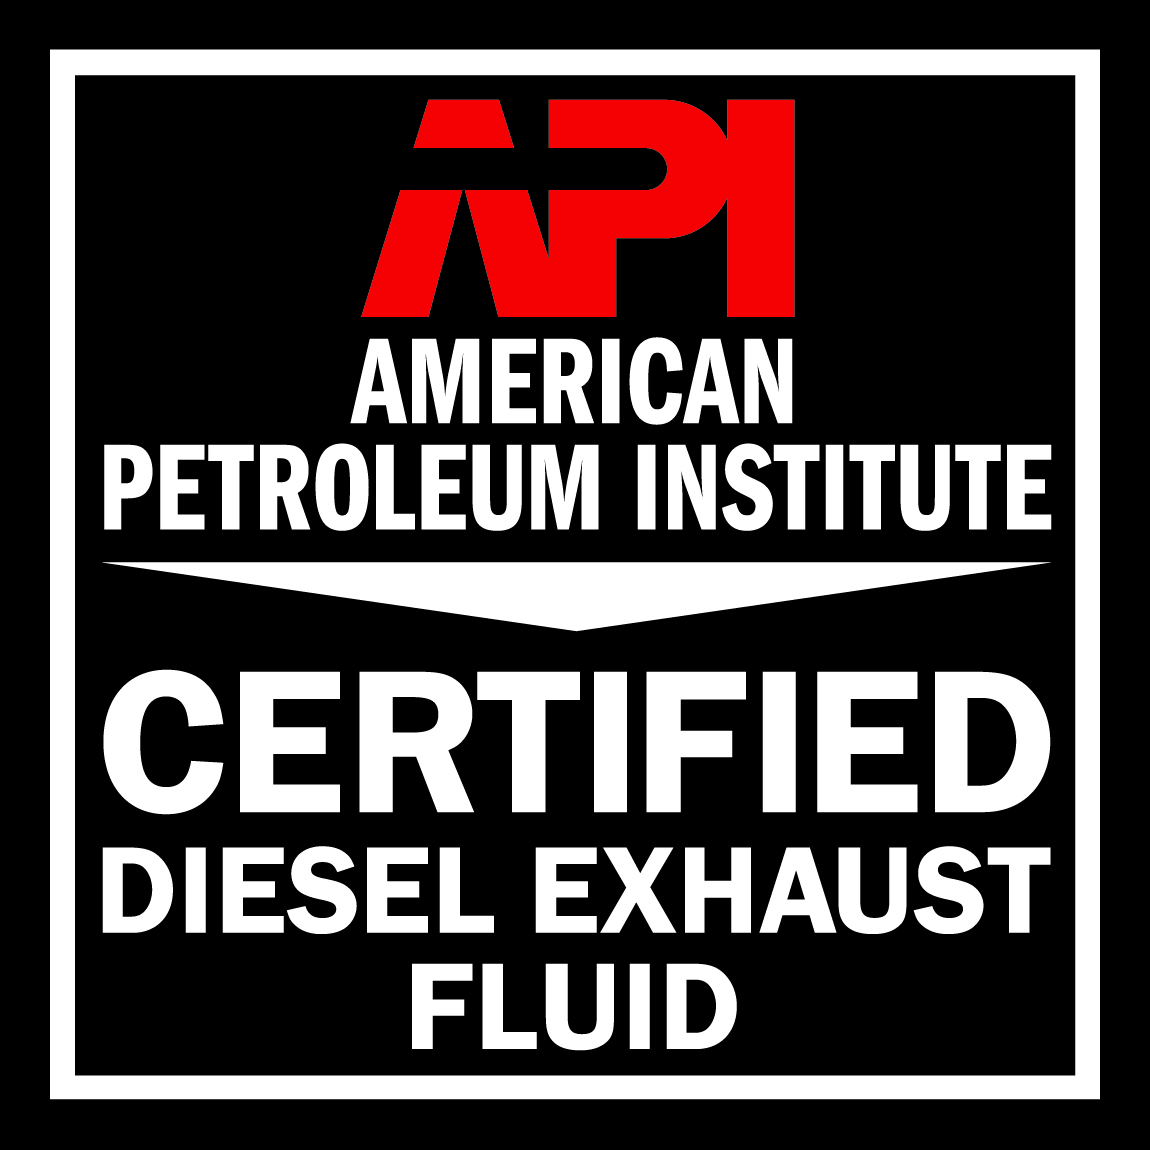 API
AMERICAN
PETROLEUM INSTITUTE
CERTIFIED
DIESEL EXHAUST
FLUID